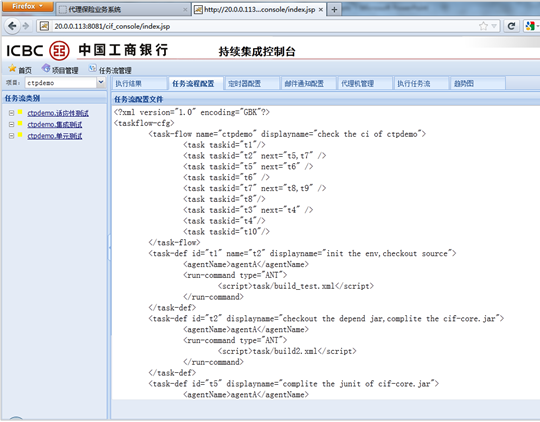 Firefox
代理保险业务系统
http://20.0.0.113..._console/index.jsp
20.0.0.113:8081/cif_console/index.jsp
ICBC 中国工商银行 持续集成控制台
首页 项目管理 任务流管理
项目: ctpdemo
执行结果 任务流程配置 定时器配置 邮件通知配置 代理机管理 执行任务流 趋势图
任务流类别
ctpdemo.适应性测试
ctpdemo.集成测试
ctpdemo.单元测试
任务流配置文件
<?xml version="1.0" encoding="GBK"?>
<taskflow-cfg>
<task-flow name="ctpdemo" displayname="check the ci of ctpdemo">
<task taskid="t1"/>
<task taskid="t2" next="t5,t7" />
<task taskid="t5" next="t6" />
<task taskid="t6" />
<task taskid="t7" next="t8,t9" />
<task taskid="t8"/>
<task taskid="t3" next="t4" />
<task taskid="t4"/>
<task taskid="t10"/>
</task-flow>
<task-def id="t1" name="t2" displayname="init the env,checkout source">
<agentName>agentA</agentName>
<run-command type="ANT">
<script>task/build_test.xml</script>
</run-command>
</task-def>
<task-def id="t2" displayname="checkout the depend jar,complite the cif-core.jar">
<agentName>agentA</agentName>
<run-command type="ANT">
<script>task/build2.xml</script>
</run-command>
</task-def>
<task-def id="t5" displayname="complite the junit of cif-core.jar">
<agentName>agentA</agentName>